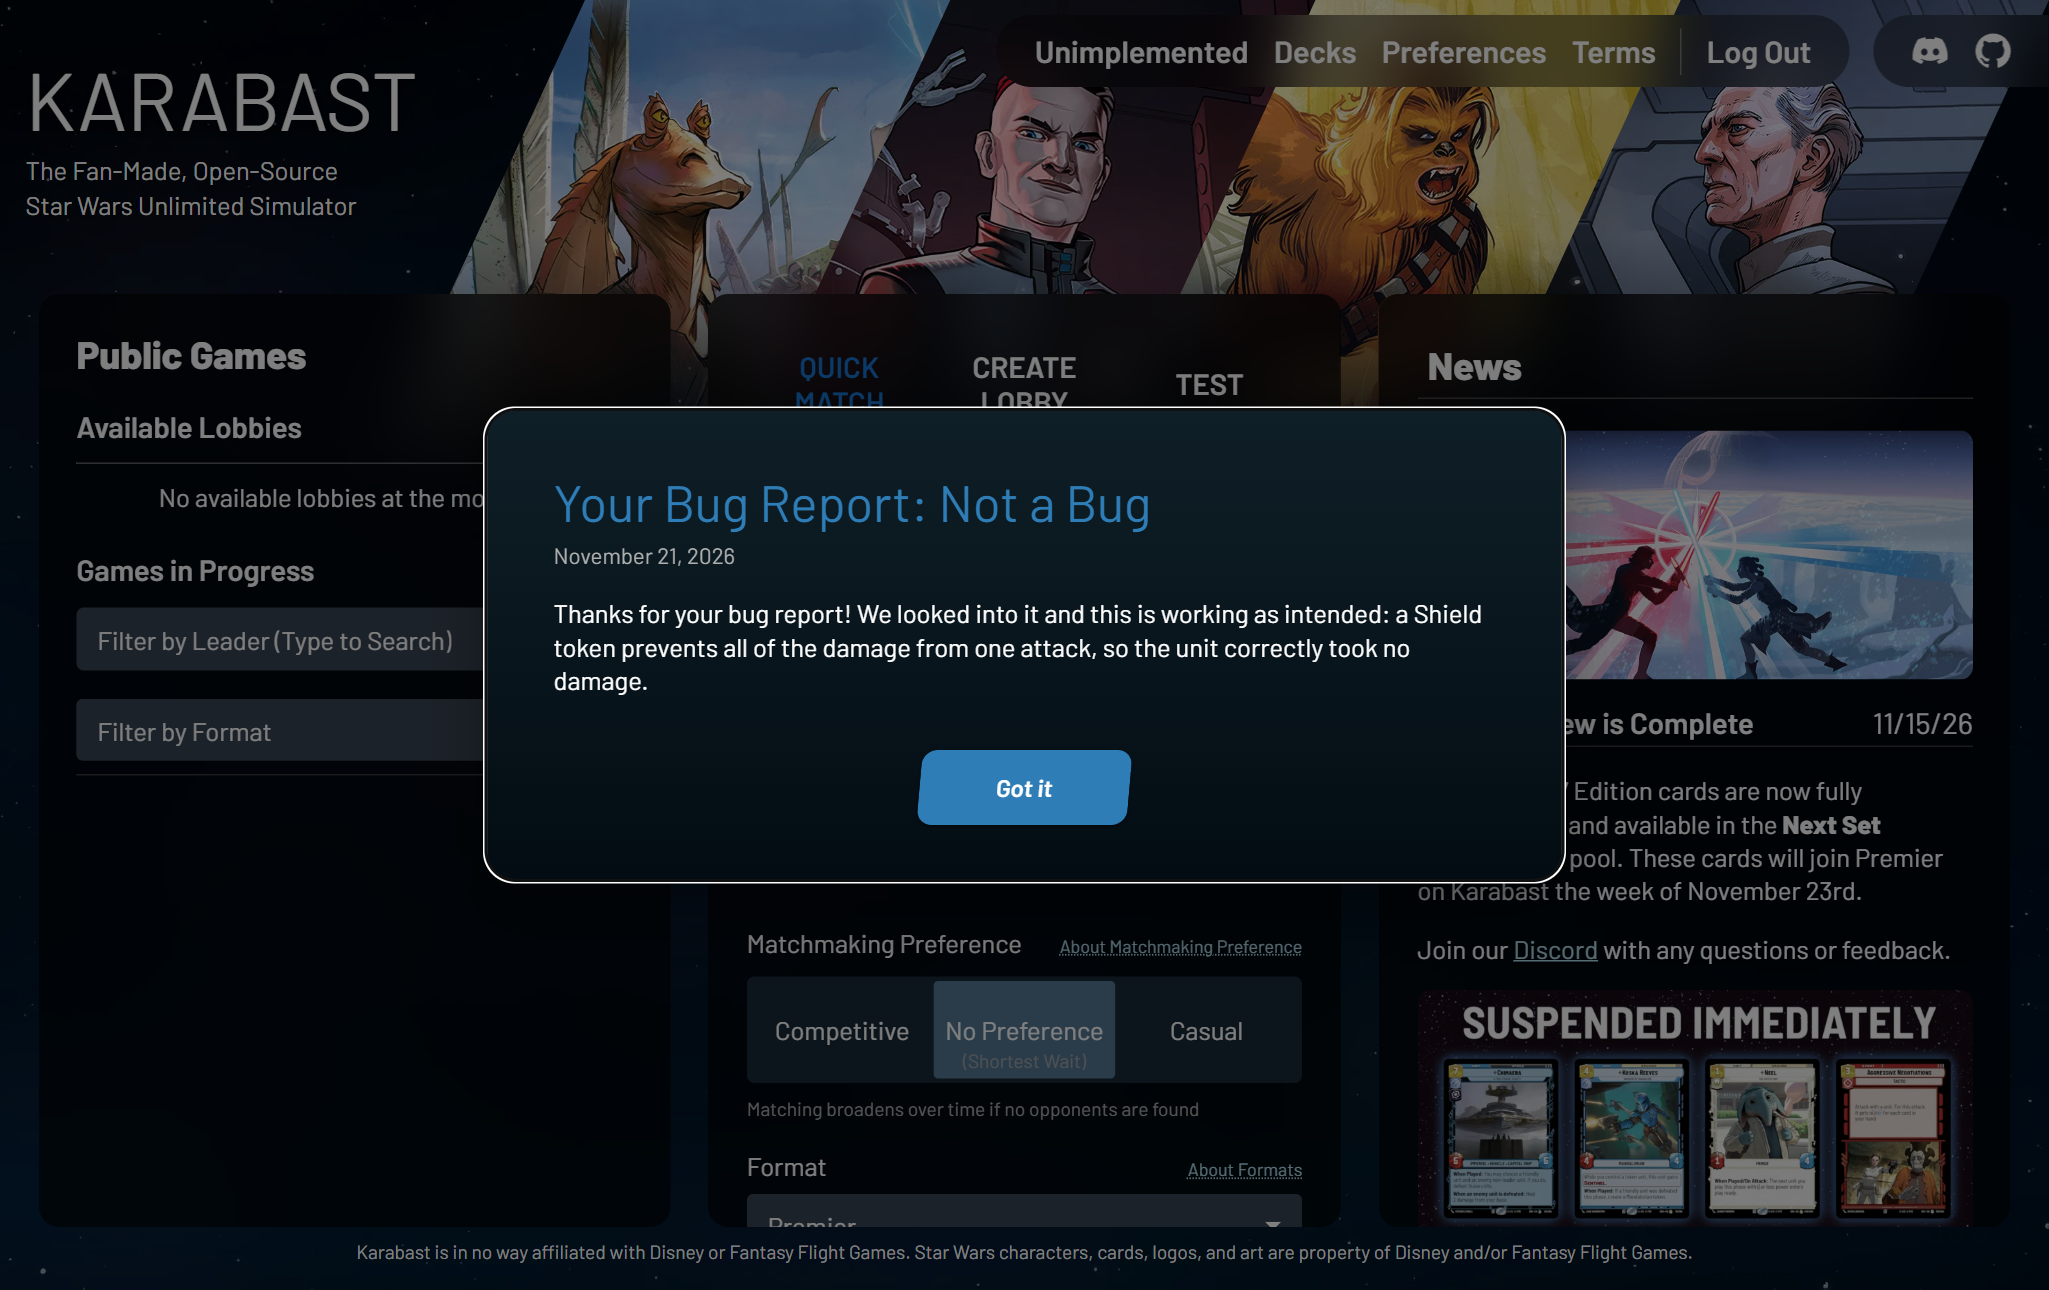 KARABAST
The Fan-Made, Open-Source
Star Wars Unlimited Simulator
Unimplemented Decks Preferences Terms Log Out
Public Games
Available Lobbies
No available lobbies at the mo
Games in Progress
Filter by Leader (Type to Search)
Filter by Format
QUICK
MATCH
CREATE
LOBBY
TEST
Your Bug Report: Not a Bug
November 21, 2026
Thanks for your bug report! We looked into it and this is working as intended: a Shield
token prevents all of the damage from one attack, so the unit correctly took no
damage.
Got it
Matchmaking Preference About Matchmaking Preference
Competitive
No Preference
(Shortest Wait)
Casual
Matching broadens over time if no opponents are found
Format About Formats
Premier
News
ew is Complete 11/15/26
Edition cards are now fully
and available in the Next Set
pool. These cards will join Premier
on Karabast the week of November 23rd.
Join our Discord with any questions or feedback.
SUSPENDED IMMEDIATELY
CHIMAERA
KOSKA REEVES
NEEL
AGGRESSIVE NEGOTIATIONS
Karabast is in no way affiliated with Disney or Fantasy Flight Games. Star Wars characters, cards, logos, and art are property of Disney and/or Fantasy Flight Games.